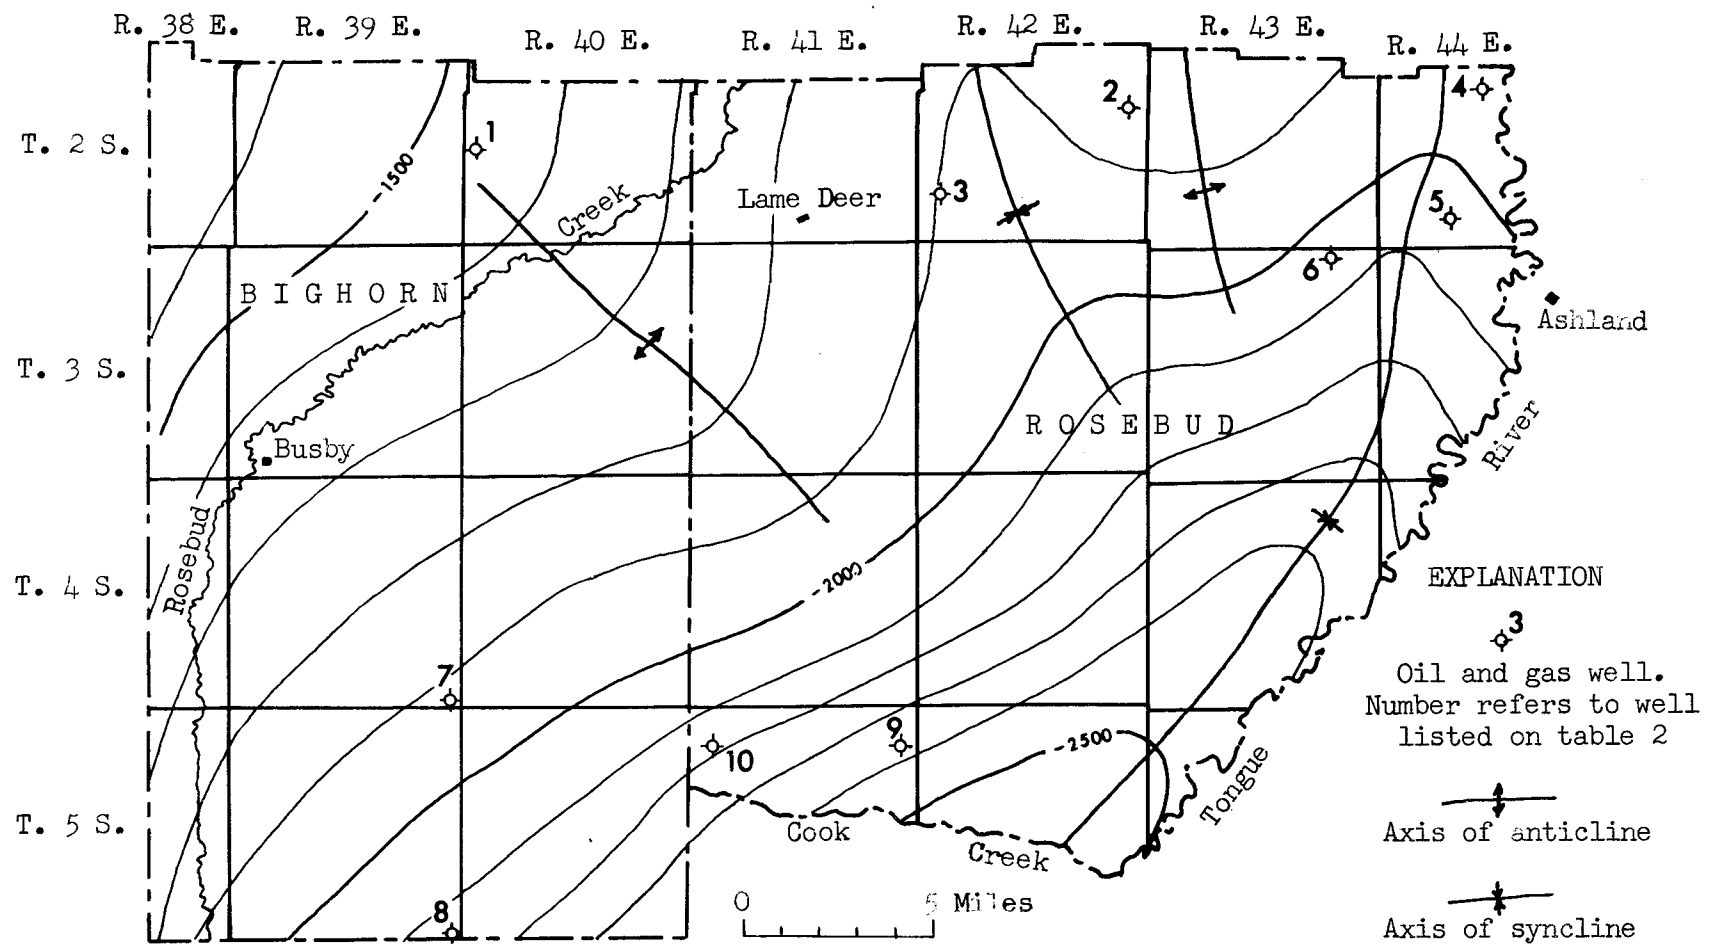 R. 38 E.
R. 39 E.
R. 40 E.
R. 41 E.
R. 42 E.
R. 43 E.
R. 44 E.
T. 2 S.
T. 3 S.
T. 4 S.
T. 5 S.
1
2
3
4
5
6
7
8
9
10
-1500
-2000
-2500
Creek
Lame Deer
BIGHORN
ROSEBUD
Busby
Rosebud
Ashland
River
Tongue
Cook
Creek
0 5 Miles
EXPLANATION
3
Oil and gas well.
Number refers to well
listed on table 2
Axis of anticline
Axis of syncline